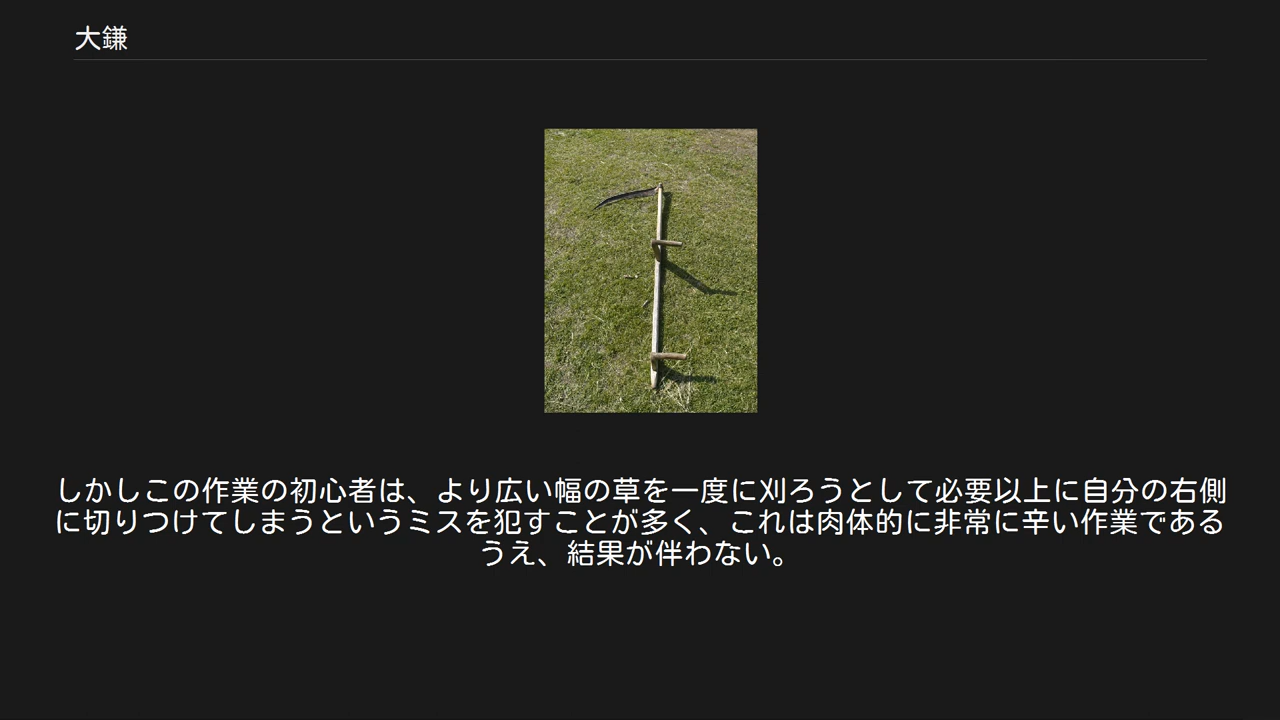 大鎌
しかしこの作業の初心者は、より広い幅の草を一度に刈ろうとして必要以上に自分の右側
に切りつけてしまうというミスを犯すことが多く、これは肉体的に非常に辛い作業である
うえ、結果が伴わない。